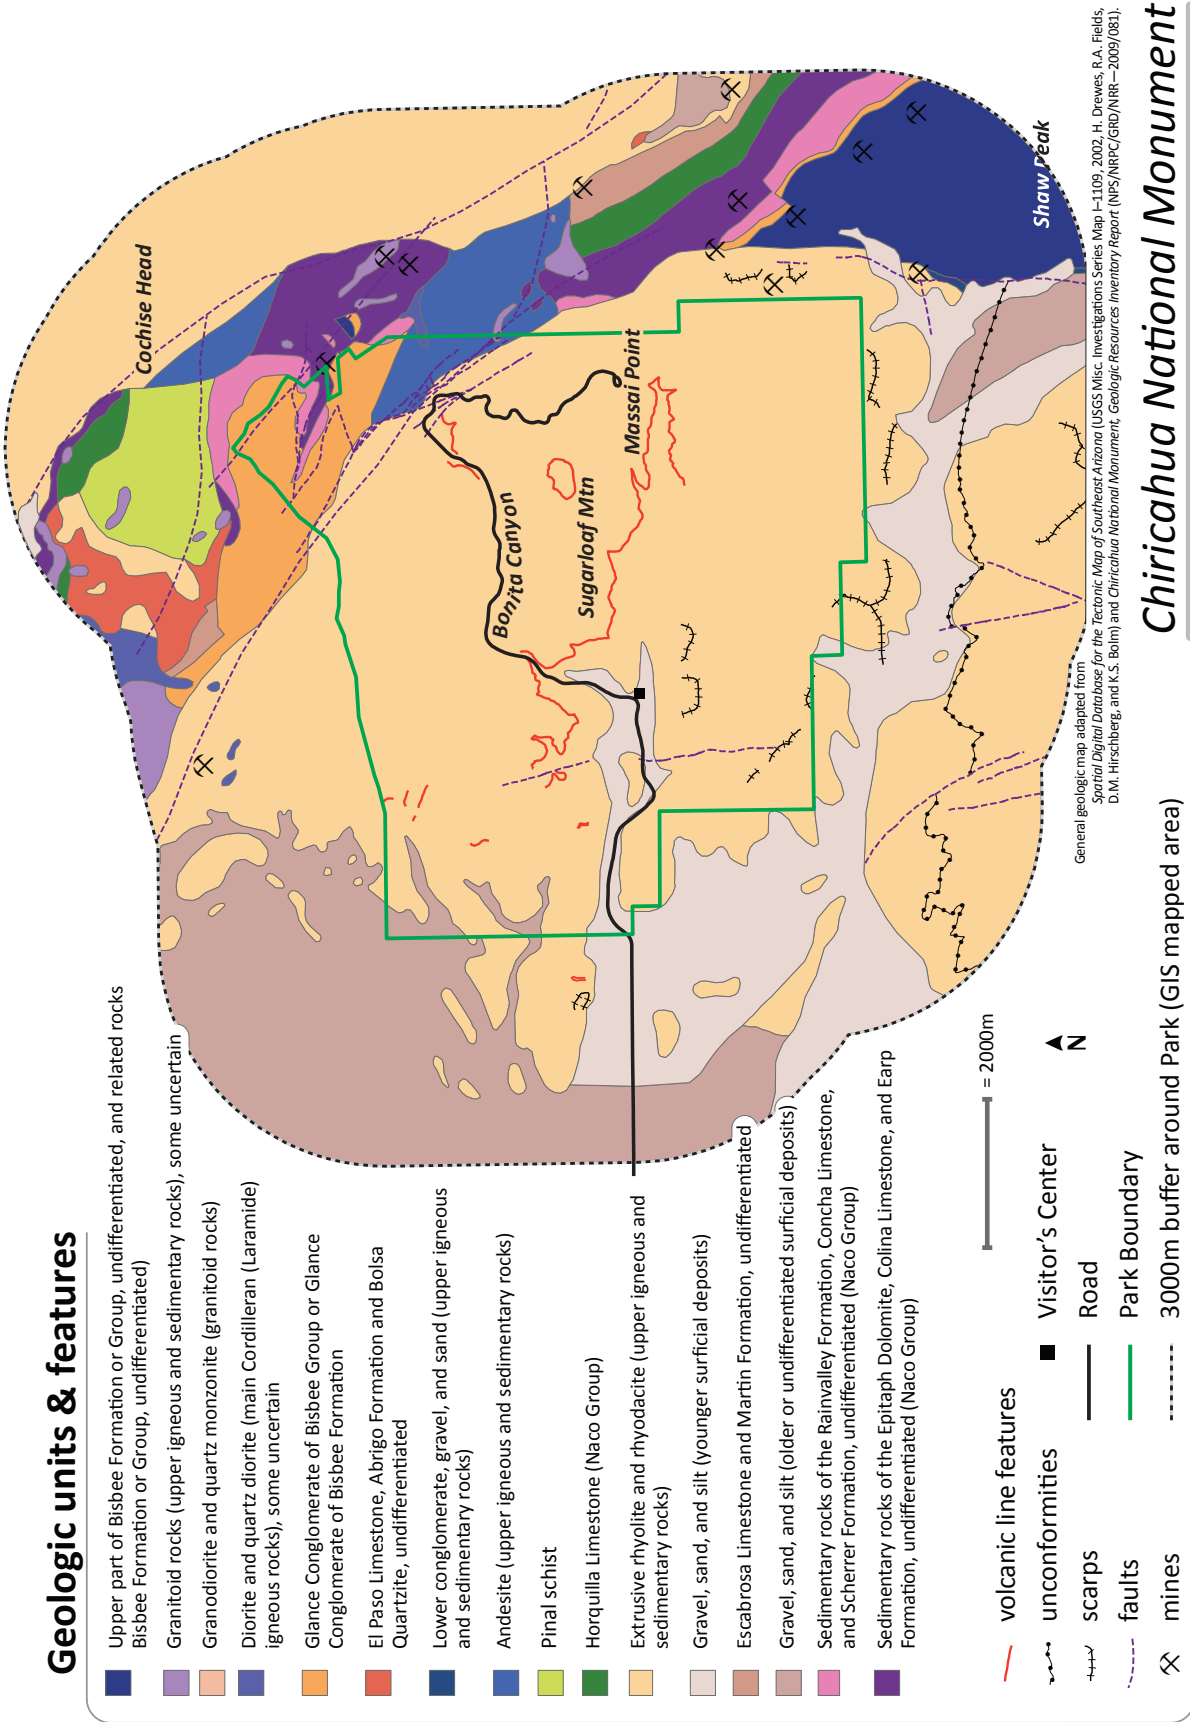 Geologic units & features
Upper part of Bisbee Formation or Group, undifferentiated, and related rocks
Bisbee Formation or Group, undifferentiated)
Granitoid rocks (upper igneous and sedimentary rocks), some uncertain
Granodiorite and quartz monzonite (granitoid rocks)
Diorite and quartz diorite (main Cordilleran (Laramide)
igneous rocks), some uncertain
Glance Conglomerate of Bisbee Group or Glance
Conglomerate of Bisbee Formation
El Paso Limestone, Abrigo Formation and Bolsa
Quartzite, undifferentiated
Lower conglomerate, gravel, and sand (upper igneous
and sedimentary rocks)
Andesite (upper igneous and sedimentary rocks)
Pinal schist
Horquilla Limestone (Naco Group)
Extrusive rhyolite and rhyodacite (upper igneous and
sedimentary rocks)
Gravel, sand, and silt (younger surficial deposits)
Escabrosa Limestone and Martin Formation, undifferentiated
Gravel, sand, and silt (older or undifferentiated surficial deposits)
Sedimentary rocks of the Rainvalley Formation, Concha Limestone,
and Scherrer Formation, undifferentiated (Naco Group)
Sedimentary rocks of the Epitaph Dolomite, Colina Limestone, and Earp
Formation, undifferentiated (Naco Group)
volcanic line features
unconformities
scarps
faults
mines
Visitor's Center
Road
Park Boundary
3000m buffer around Park (GIS mapped area)
= 2000m
N
Cochise Head
Bonita Canyon
Sugarloaf Mtn
Massai Point
Shaw Peak
General geologic map adapted from
Spatial Digital Database for the Tectonic Map of Southeast Arizona (USGS Misc. Investigations Series Map I–1109, 2002, H. Drewes, R.A. Fields,
D.M. Hirschberg, and K.S. Bolm) and Chiricahua National Monument, Geologic Resources Inventory Report (NPS/NRPC/GRD/NRR—2009/081).
Chiricahua National Monument